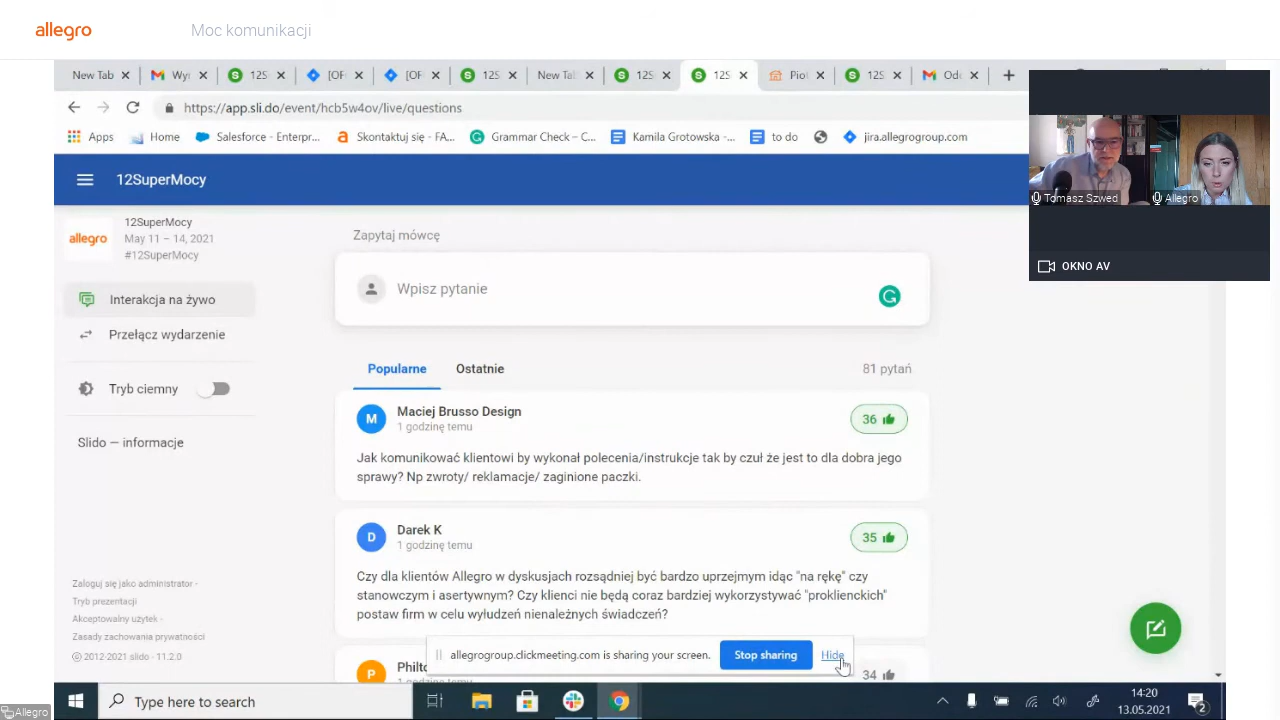 allegro
Moc komunikacji
New Tab
Wyn
12S
[OF
[OF
12S
New Tab
12S
12S
Piot
12S
Odc
https://app.sli.do/event/hcb5w4ov/live/questions
Apps
Home
Salesforce - Enterpr...
Skontaktuj się - FA...
Grammar Check – C...
Kamila Grotowska -...
to do
jira.allegrogroup.com
12SuperMocy
allegro
12SuperMocy
May 11 – 14, 2021
#12SuperMocy
Interakcja na żywo
Przełącz wydarzenie
Tryb ciemny
Slido — informacje
Zaloguj się jako administrator -
Tryb prezentacji
Akceptowalny użytek -
Zasady zachowania prywatności
© 2012-2021 slido - 11.2.0
Zapytaj mówcę
Wpisz pytanie
Popularne
Ostatnie
81 pytań
M
Maciej Brusso Design
1 godzinę temu
36
Jak komunikować klientowi by wykonał polecenia/instrukcje tak by czuł że jest to dla dobra jego
sprawy? Np zwroty/ reklamacje/ zaginione paczki.
D
Darek K
1 godzinę temu
35
Czy dla klientów Allegro w dyskusjach rozsądniej być bardzo uprzejmym idąc "na rękę" czy
stanowczym i asertywnym? Czy klienci nie będą coraz bardziej wykorzystywać "proklienckich"
postaw firm w celu wyłudzeń nienależnych świadczeń?
P
34
allegrogroup.clickmeeting.com is sharing your screen.
Stop sharing
Hide
Tomasz Szwed
Allegro
OKNO AV
Type here to search
14:20
13.05.2021
2
Allegro